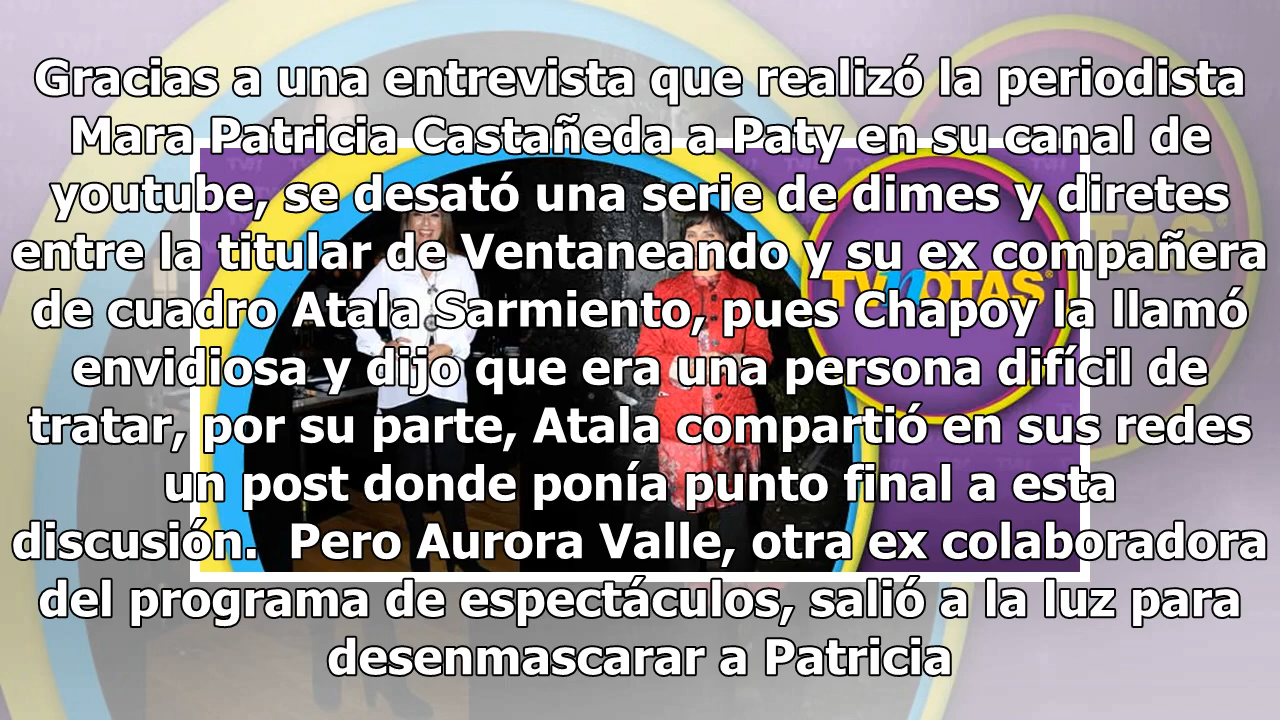 Gracias a una entrevista que realizó la periodista
Mara Patricia Castañeda a Paty en su canal de
youtube, se desató una serie de dimes y diretes
entre la titular de Ventaneando y su ex compañera
de cuadro Atala Sarmiento, pues Chapoy la llamó
envidiosa y dijo que era una persona difícil de
tratar, por su parte, Atala compartió en sus redes
un post donde ponía punto final a esta
discusión.  Pero Aurora Valle, otra ex colaboradora
del programa de espectáculos, salió a la luz para
desenmascarar a Patricia
TVNOTAS